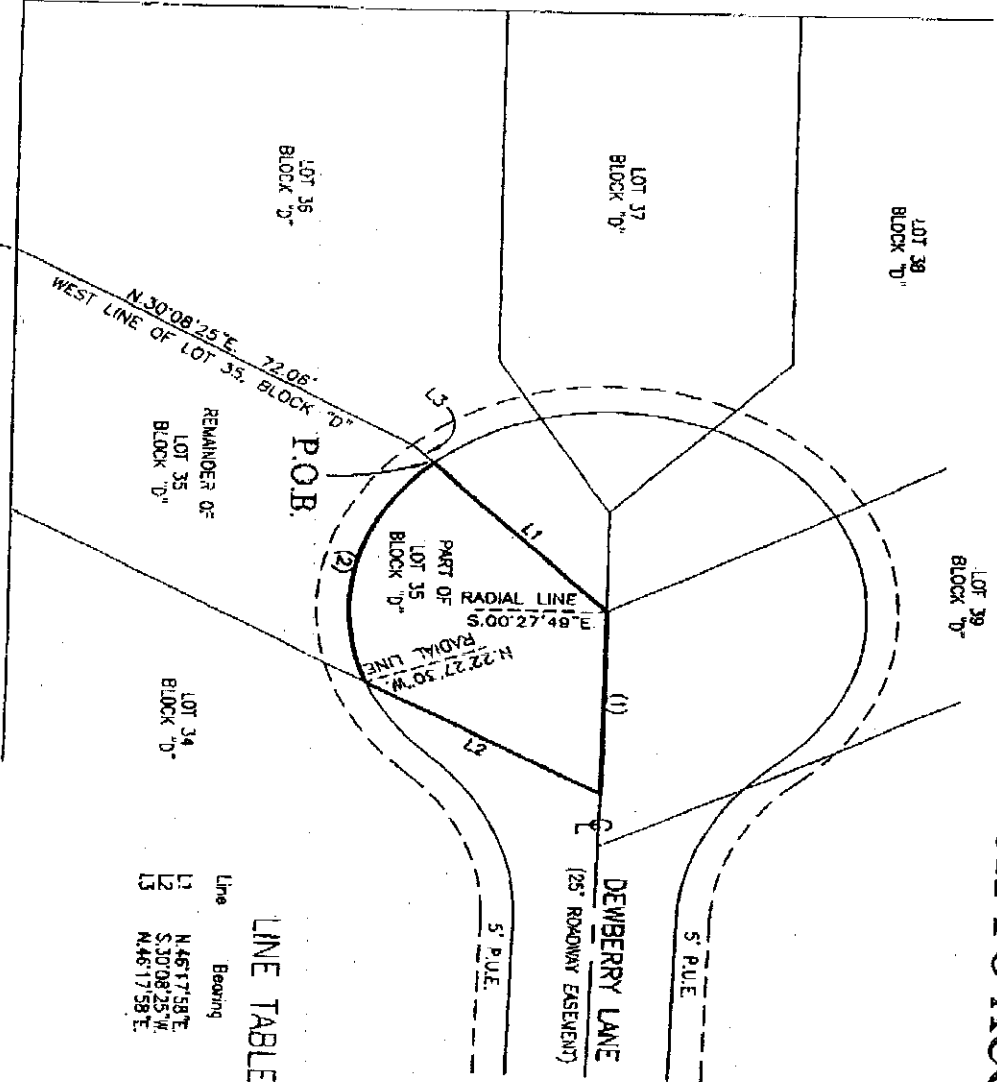 LOT 38
BLOCK "D"
LOT 37
BLOCK "D"
LOT 36
BLOCK "D"
LOT 39
BLOCK "D"
N.30°08'25"E. 72.06'
WEST LINE OF LOT 35, BLOCK "D"
L3
P.O.B.
REMAINDER OF
LOT 35
BLOCK "D"
L1
PART OF
LOT 35
BLOCK "D"
(2)
RADIAL LINE
S.00°27'49"E.
N.22°27'30"W.
RADIAL LINE
(1)
L2
LOT 34
BLOCK "D"
CL
DEWBERRY LANE
(25' ROADWAY EASEMENT)
5' P.U.E.
5' P.U.E.
LINE TABLE
Line Bearing
L1 N.46°17'58"E.
L2 S.30°08'25"W.
L3 N.46°17'58"E.